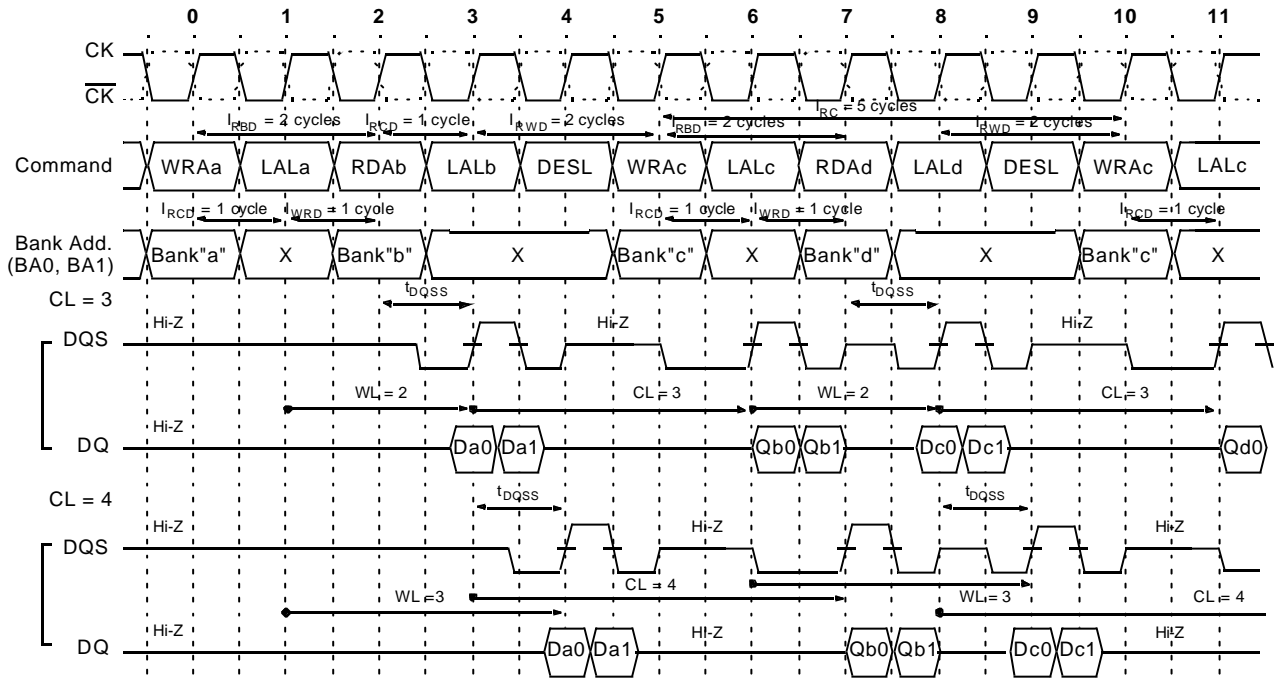 0 1 2 3 4 5 6 7 8 9 10 11
CK
CK
IRC = 5 cycles
IRBD = 2 cycles IRCD = 1 cycle IRWD = 2 cycles IRBD = 2 cycles IRWD = 2 cycles
Command WRAa LALa RDAb LALb DESL WRAc LALc RDAd LALd DESL WRAc LALc
IRCD = 1 cycle IWRD = 1 cycle IRCD = 1 cycle IWRD = 1 cycle IRCD = 1 cycle
Bank Add.
(BA0, BA1)
Bank"a" X Bank"b" X Bank"c" X Bank"d" X Bank"c" X
CL = 3 tDQSS tDQSS
Hi-Z Hi-Z Hi-Z
DQS
WL = 2 CL = 3 WL = 2 CL = 3
Hi-Z
DQ Da0 Da1 Qb0 Qb1 Dc0 Dc1 Qd0
CL = 4 tDQSS tDQSS
Hi-Z Hi-Z Hi-Z
DQS
CL = 4
WL =3 WL =3 CL = 4
Hi-Z Hi-Z Hi-Z
DQ Da0 Da1 Qb0 Qb1 Dc0 Dc1